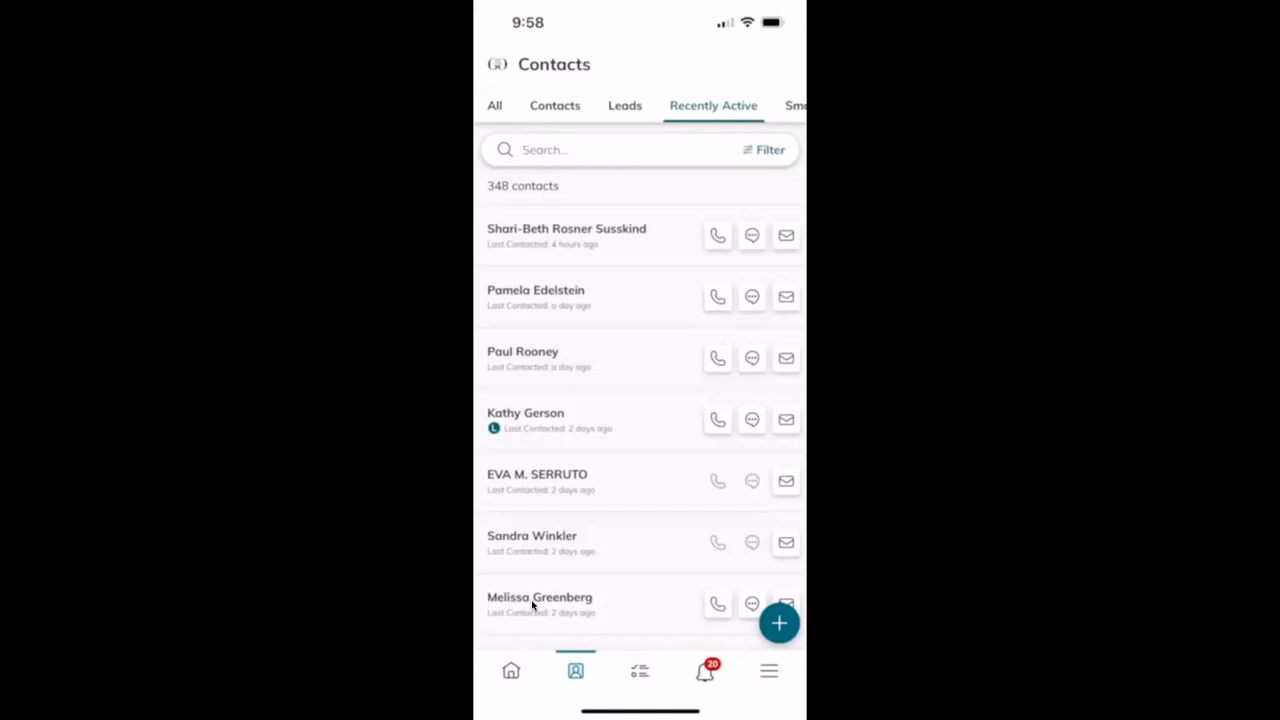 9:58
Contacts
All Contacts Leads Recently Active
Search... Filter
348 contacts
Shari-Beth Rosner Susskind
Last Contacted: 4 hours ago
Pamela Edelstein
Last Contacted: a day ago
Paul Rooney
Last Contacted: a day ago
Kathy Gerson
L Last Contacted: 2 days ago
EVA M. SERRUTO
Last Contacted: 2 days ago
Sandra Winkler
Last Contacted: 2 days ago
Melissa Greenberg
Last Contacted: 2 days ago
20